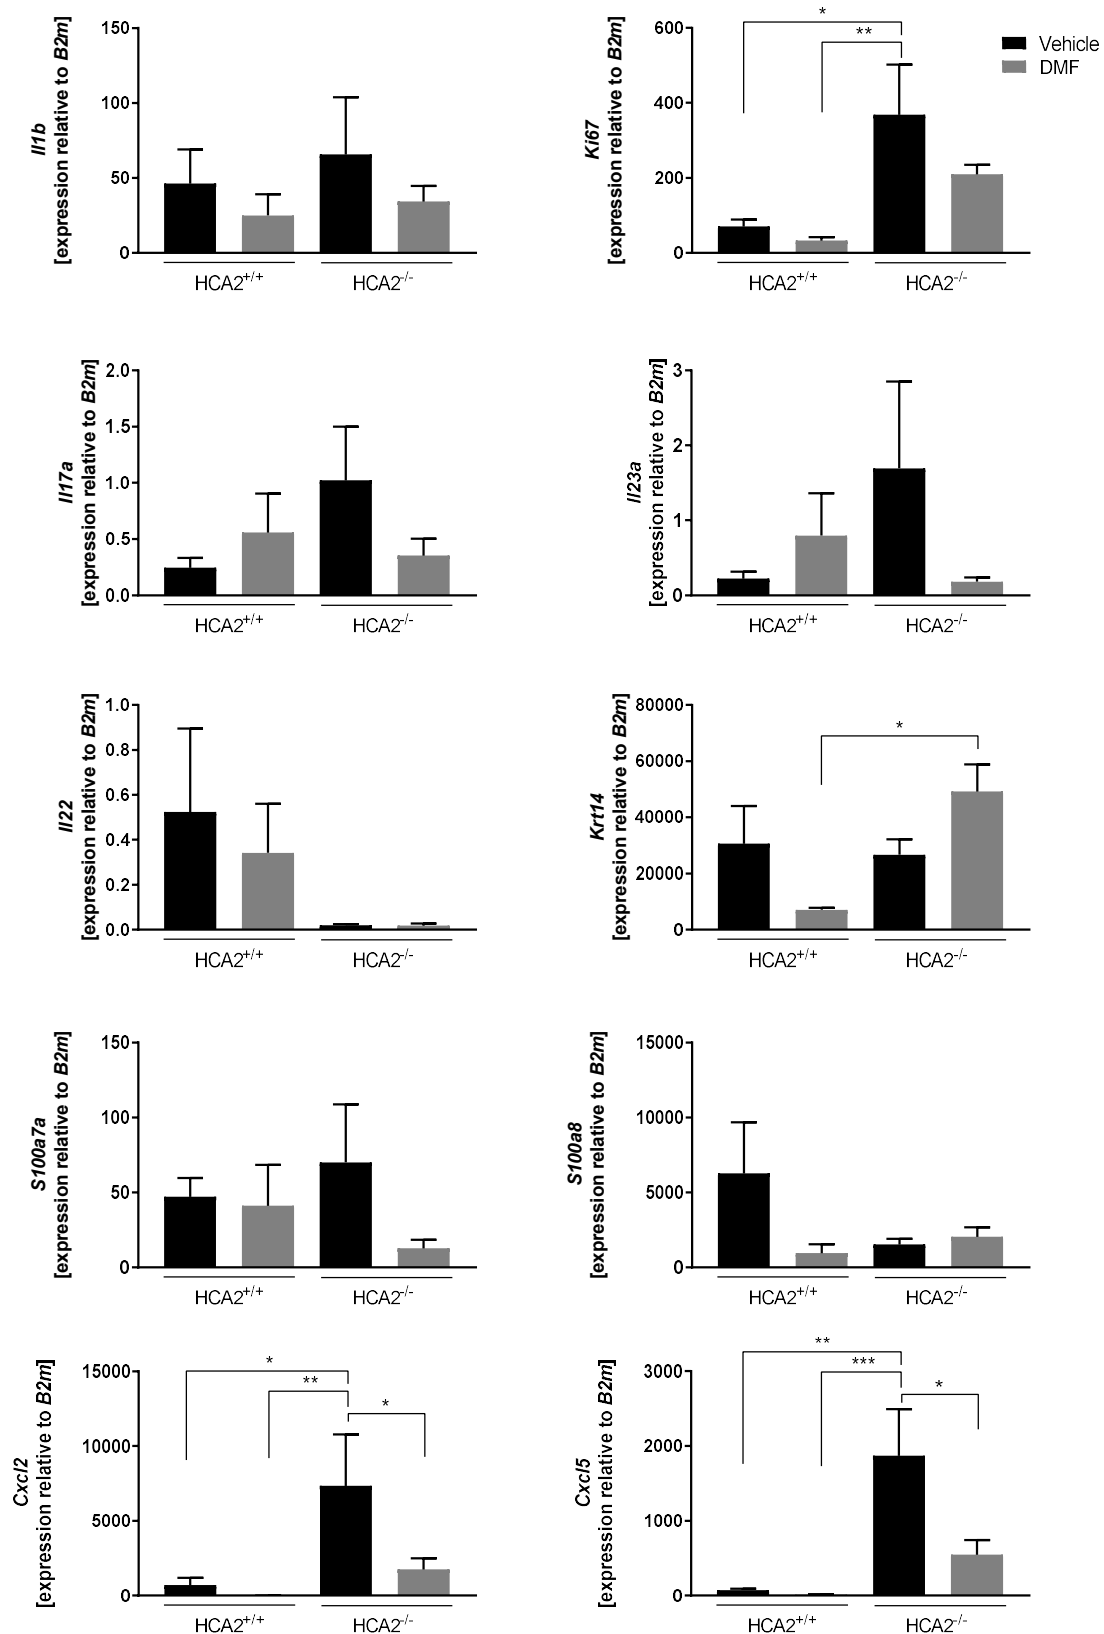 Il1b
[expression relative to B2m]
150
100
50
0
HCA2+/+
HCA2-/-
Ki67
[expression relative to B2m]
600
400
200
0
*
**
HCA2+/+
HCA2-/-
Vehicle
DMF
Il17a
[expression relative to B2m]
2.0
1.5
1.0
0.5
0.0
HCA2+/+
HCA2-/-
Il23a
[expression relative to B2m]
3
2
1
0
HCA2+/+
HCA2-/-
Il22
[expression relative to B2m]
1.0
0.8
0.6
0.4
0.2
0.0
HCA2+/+
HCA2-/-
Krt14
[expression relative to B2m]
80000
60000
40000
20000
0
*
HCA2+/+
HCA2-/-
S100a7a
[expression relative to B2m]
150
100
50
0
HCA2+/+
HCA2-/-
S100a8
[expression relative to B2m]
15000
10000
5000
0
HCA2+/+
HCA2-/-
Cxcl2
[expression relative to B2m]
15000
10000
5000
0
*
**
*
HCA2+/+
HCA2-/-
Cxcl5
[expression relative to B2m]
3000
2000
1000
0
**
***
*
HCA2+/+
HCA2-/-